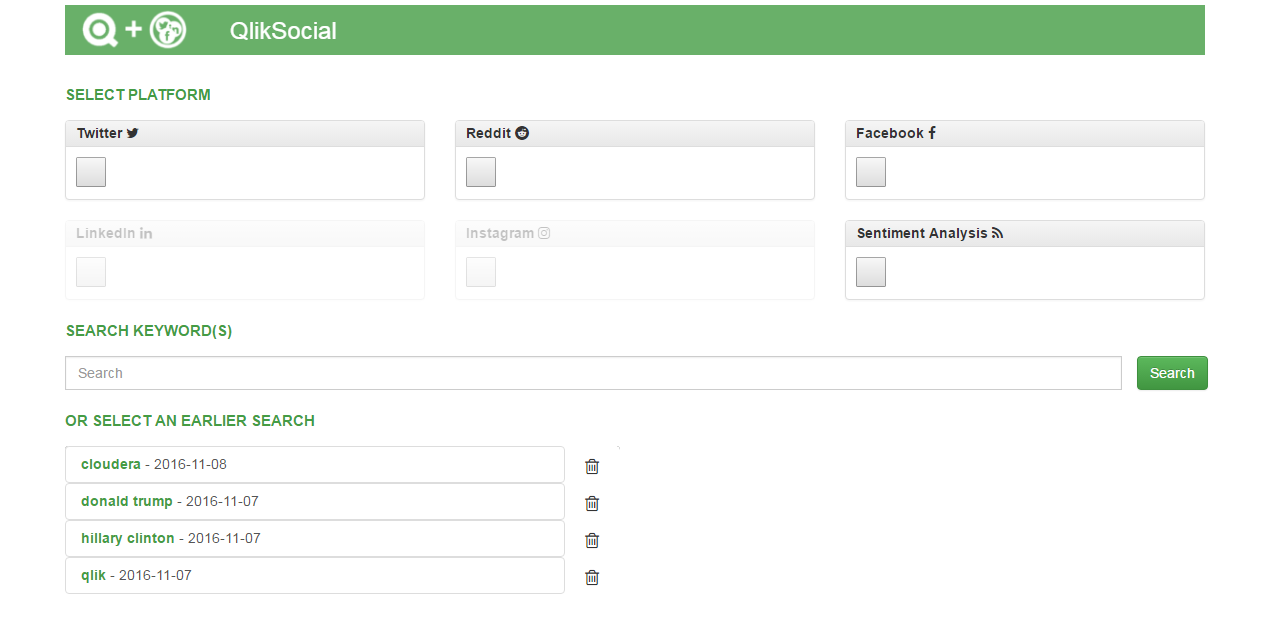 QlikSocial
SELECT PLATFORM
Twitter
Reddit
Facebook
LinkedIn
Instagram
Sentiment Analysis
SEARCH KEYWORD(S)
Search
Search
OR SELECT AN EARLIER SEARCH
cloudera - 2016-11-08
donald trump - 2016-11-07
hillary clinton - 2016-11-07
qlik - 2016-11-07